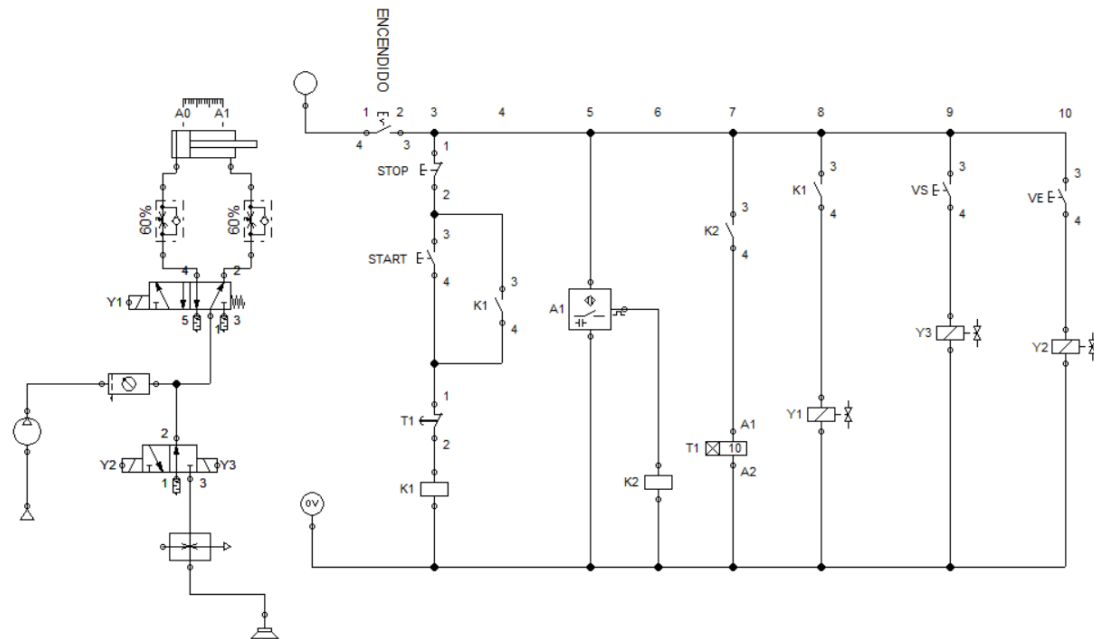 ENCENDIDO
1 2 3 4 5 6 7 8 9 10
4 3
A0 A1
STOP
1
2
60%
60%
START
3
4
K1
3
4
T1
1
2
K1
A1
K2
K2
3
4
T1
A1
10
A2
K1
3
4
Y1
VS
3
4
Y3
VE
3
4
Y2
4 2
Y1
5 1 3
2
Y2 Y3
1 3
0V